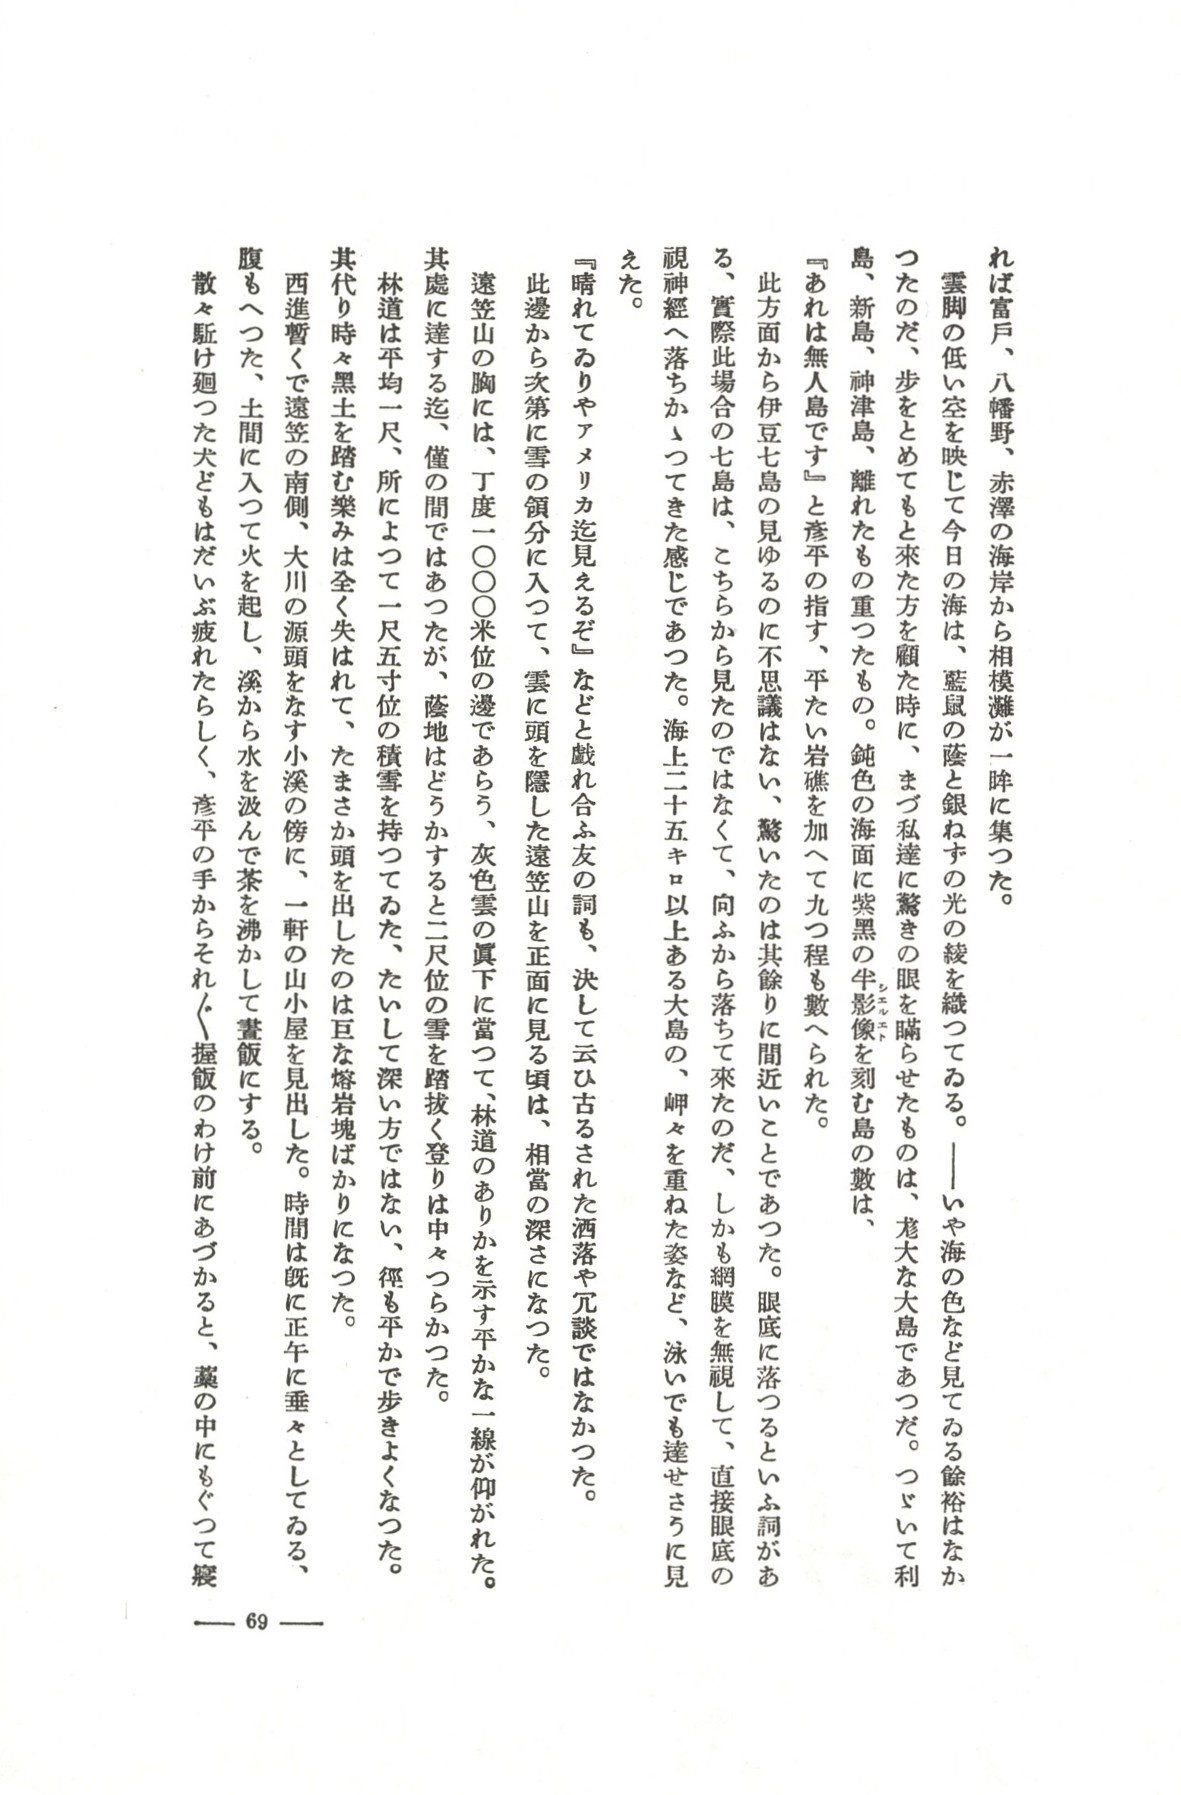 れば富戶、八幡野、赤澤の海岸から相模灘が一眸に集つた。
雲脚の低い空を映じて今日の海は、藍鼠の蔭と銀ねずの光の綾を織つてゐる。――いや海の色など見てゐる餘裕はなか
つたのだ、歩をとめてもと來た方を顧た時に、まづ私達に驚きの眼を瞞らせたものは、尨大な大島であつだ。つゞいて利
島、新島、神津島、離れたもの重つたもの。鈍色の海面に紫黑の半影像を刻む島の數は、
シエルエト
『あれは無人島です』と彥平の指す、平たい岩礁を加へて九つ程も數へられた。
此方面から伊豆七島の見ゆるのに不思議はない、驚いたのは其餘りに間近いことであつた。眼底に落つるといふ詞があ
る、實際此場合の七島は、こちらから見たのではなくて、向ふから落ちて來たのだ、しかも網膜を無視して、直接眼底の
視神經へ落ちかゝつてきた感じであつた。海上二十五キロ以上ある大島の、岬々を重ねた姿など、泳いでも達せさうに見
えた。
『晴れてゐりやアメリカ迄見えるぞ』などと戯れ合ふ友の詞も、決して云ひ古るされた洒落や冗談ではなかつた。
此邊から次第に雪の領分に入つて、雲に頭を隱した遠笠山を正面に見る頃は、相當の深さになつた。
遠笠山の胸には、丁度一〇〇〇米位の邊であらう、灰色雲の眞下に當つて、林道のありかを示す平かな一線が仰がれた。
其處に達する迄、僅の間ではあつたが、蔭地はどうかすると二尺位の雪を踏拔く登りは中々つらかつた。
林道は平均一尺、所によつて一尺五寸位の積雪を持つてゐた、たいして深い方ではない、徑も平かで歩きよくなつた。
其代り時々黑土を踏む樂みは全く失はれて、たまさか頭を出したのは巨な熔岩塊ばかりになつた。
西進暫くで遠笠の南側、大川の源頭をなす小溪の傍に、一軒の山小屋を見出した。時間は既に正午に垂々としてゐる、
腹もへつた、土間に入つて火を起し、溪から水を汲んで茶を沸かして晝飯にする。
散々駈け廻つた犬どもはだいぶ疲れたらしく、彥平の手からそれ〴〵握飯のわけ前にあづかると、藁の中にもぐつて寢
― 69 ―